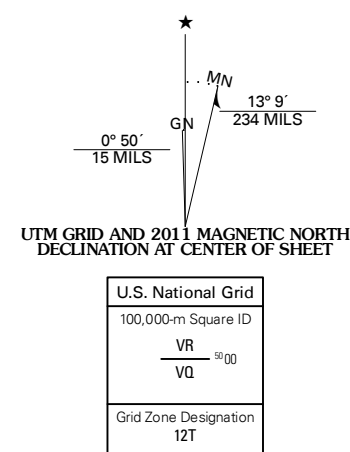 ★
MN
GN
13° 9´
234 MILS
0° 50´
15 MILS
UTM GRID AND 2011 MAGNETIC NORTH
DECLINATION AT CENTER OF SHEET
U.S. National Grid
100,000-m Square ID
VR
5000
VQ
Grid Zone Designation
12T